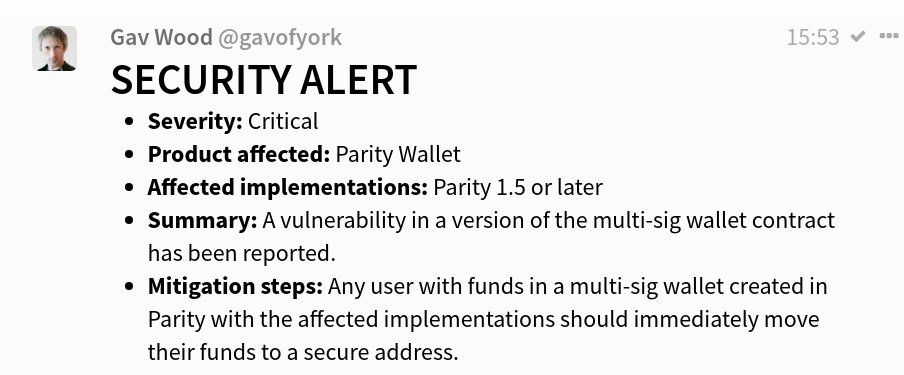 Gav Wood @gavofyork 15:53
SECURITY ALERT
• Severity: Critical
• Product affected: Parity Wallet
• Affected implementations: Parity 1.5 or later
• Summary: A vulnerability in a version of the multi-sig wallet contract
has been reported.
• Mitigation steps: Any user with funds in a multi-sig wallet created in
Parity with the affected implementations should immediately move
their funds to a secure address.